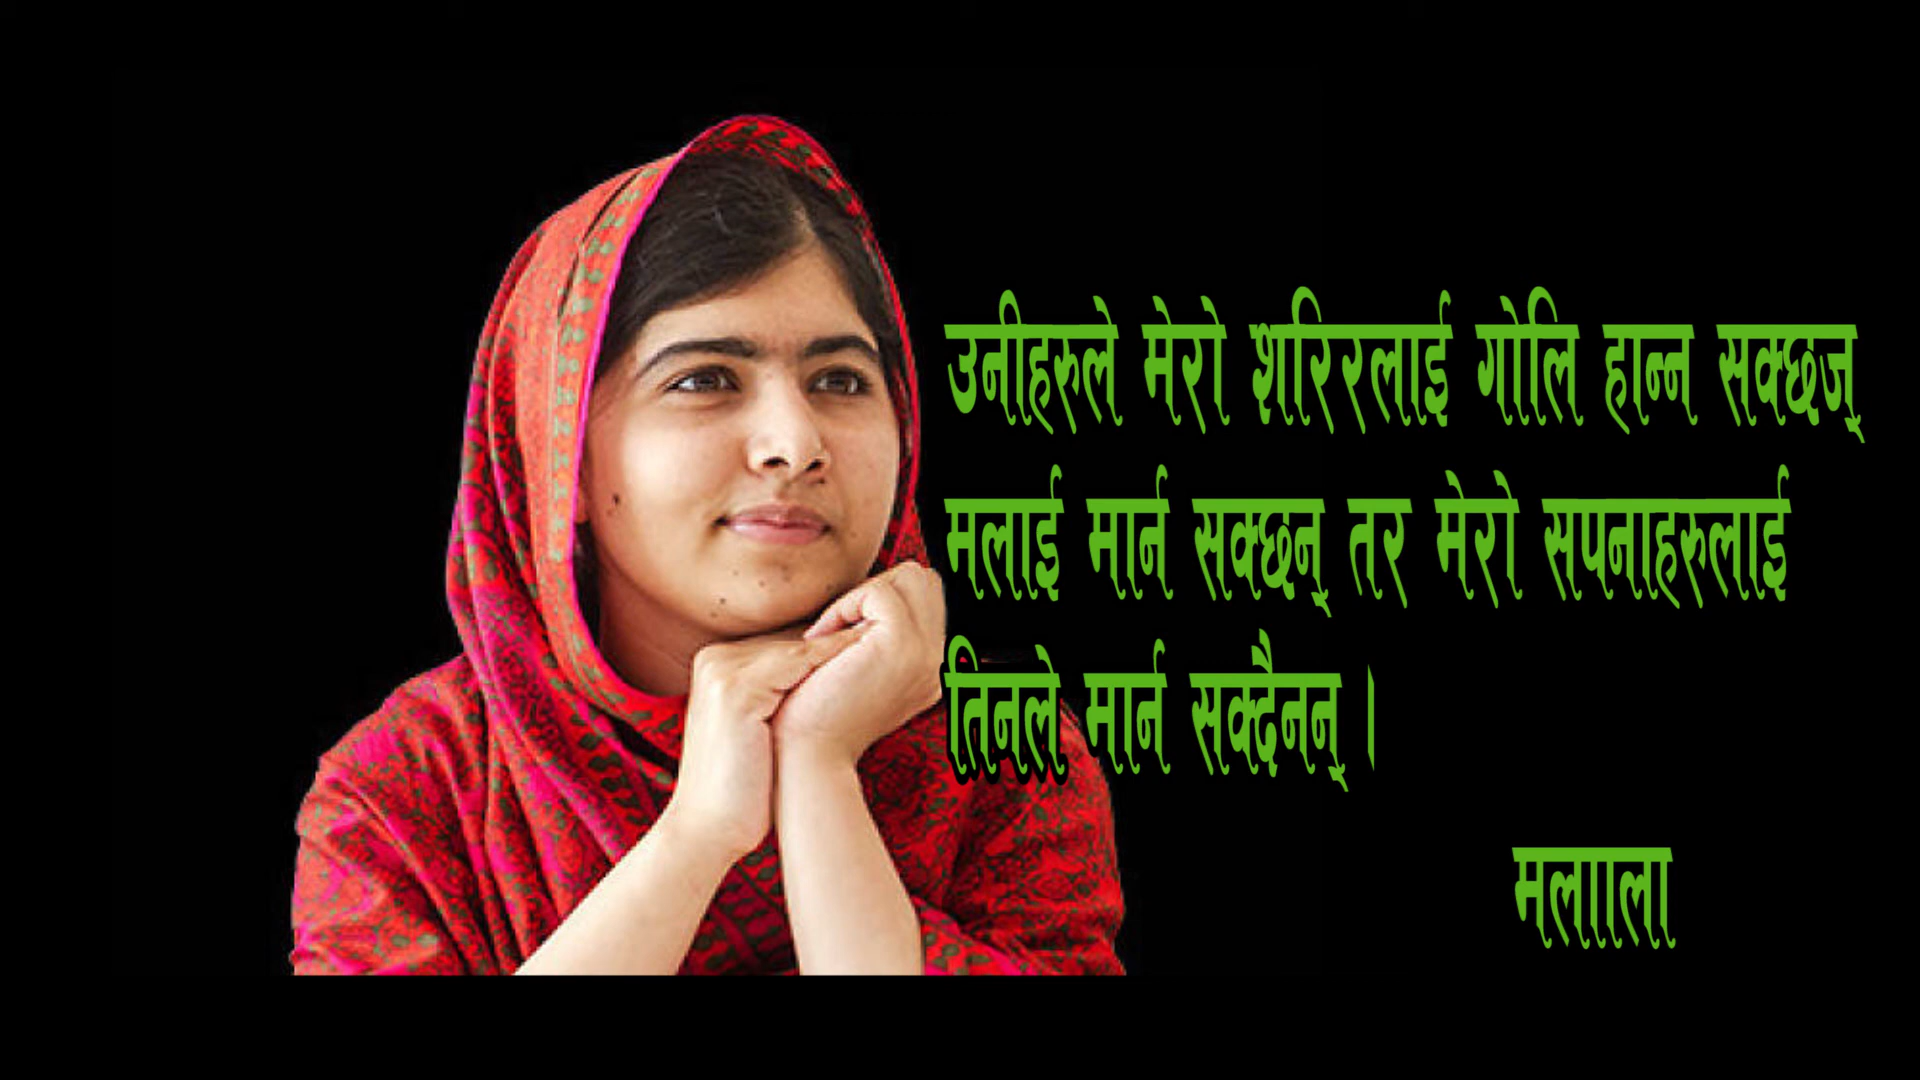 उनीहरुले मेरो शरिरलाई गोलि हान्न सक्छज्
मलाई मार्न सक्छन् तर मेरो सपनाहरुलाई
तिनले मार्न सक्दैनन् ।
मलााला